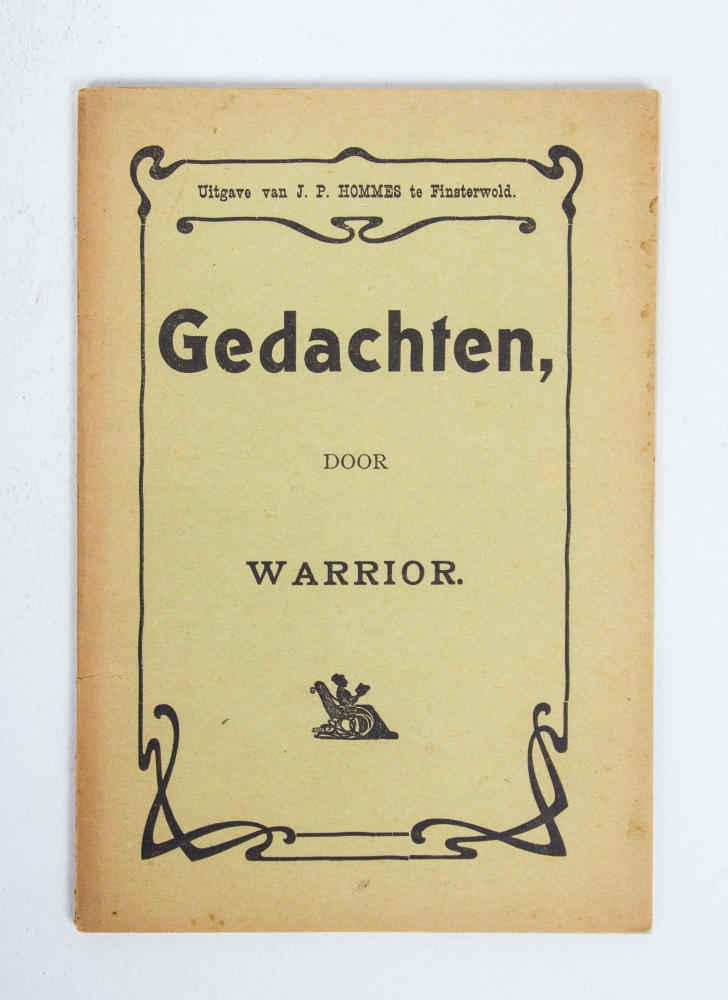 Uitgave van J. P. HOMMES te Finsterwold.
Gedachten,
DOOR
WARRIOR.